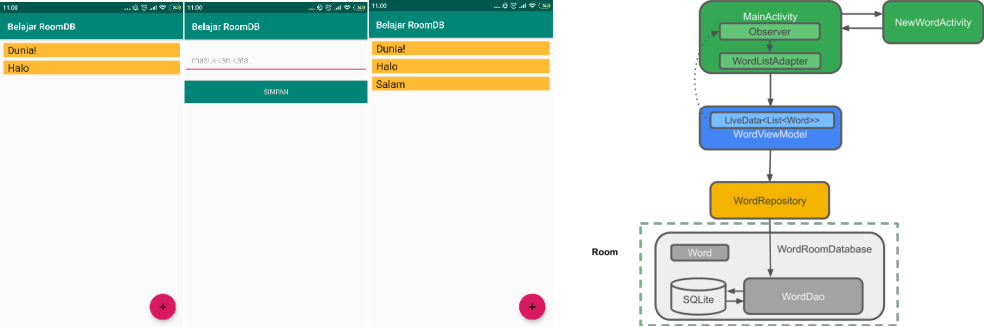 11:00
Belajar RoomDB
Dunia!
Halo
11:00
Belajar RoomDB
masukkan kata...
SIMPAN
11:00
Belajar RoomDB
Dunia!
Halo
Salam
MainActivity
Observer
WordListAdapter
NewWordActivity
LiveData<List<Word>>
WordViewModel
WordRepository
Room
WordRoomDatabase
Word
SQLite
WordDao